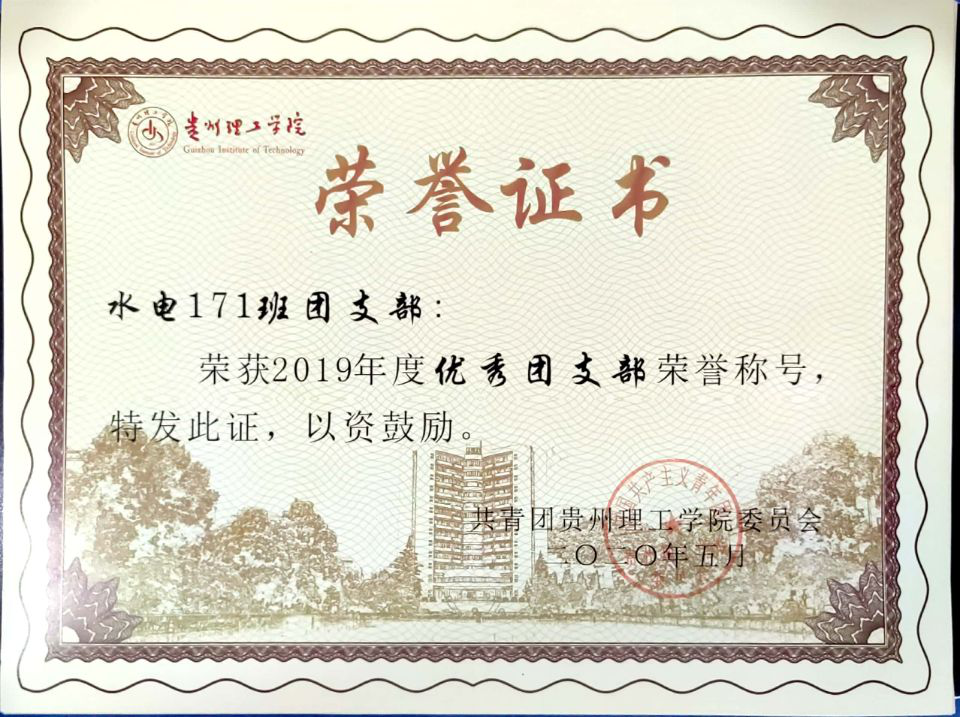 贵州理工学院
Guizhou Institute of Technology
荣誉证书
水电171班团支部：
荣获2019年度优秀团支部荣誉称号，
特发此证，以资鼓励。
共青团贵州理工学院委员会
二〇二〇年五月